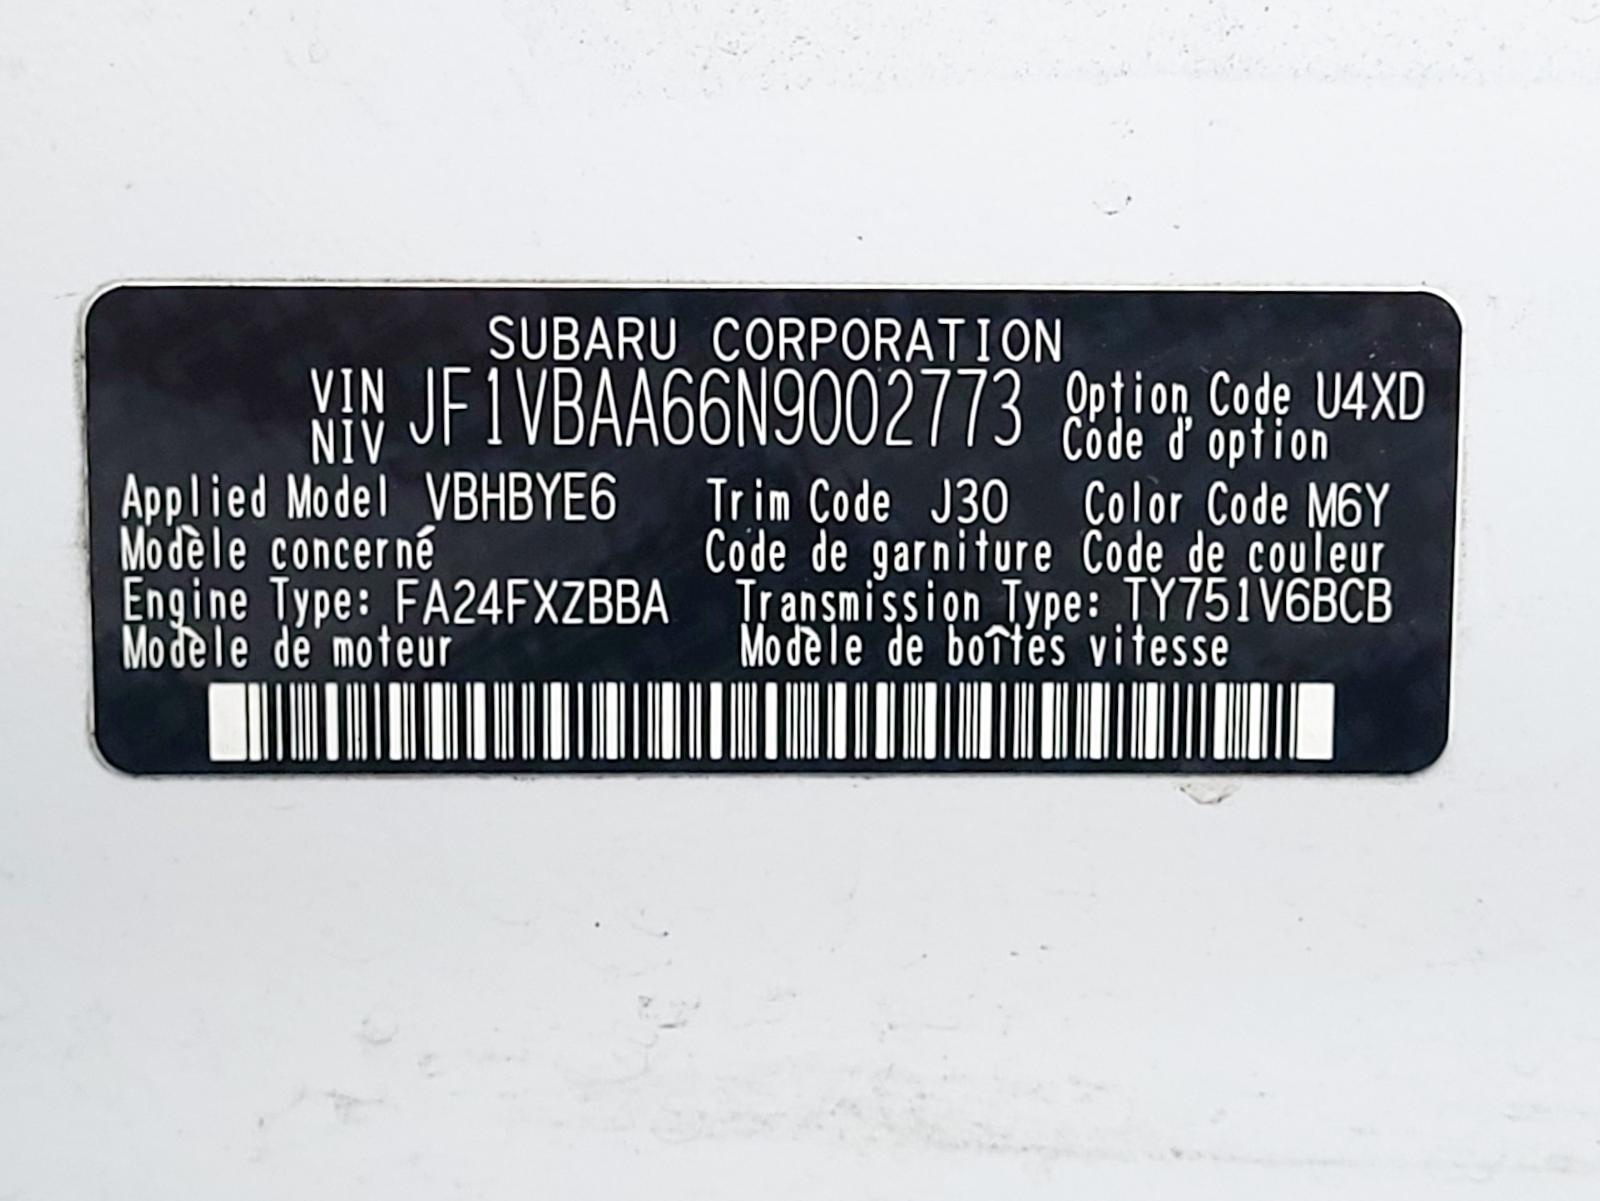 SUBARU CORPORATION
VIN JF1VBAA66N9002773 Option Code U4XD
NIV Code d'option
Applied Model VBHBYE6 Trim Code J30 Color Code M6Y
Modèle concerné Code de garniture Code de couleur
Engine Type: FA24FXZBBA Transmission Type: TY751V6BCB
Modèle de moteur Modèle de boîtes vitesse